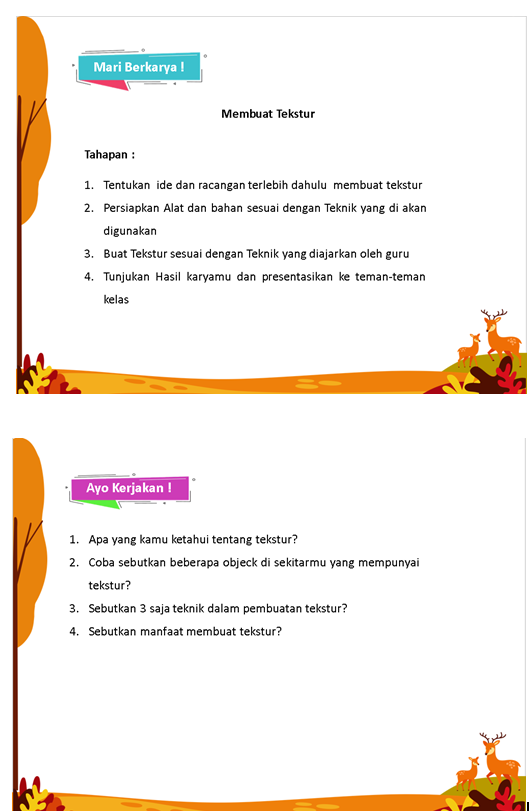 Mari Berkarya !
Membuat Tekstur
Tahapan :
1. Tentukan ide dan racangan terlebih dahulu membuat tekstur
2. Persiapkan Alat dan bahan sesuai dengan Teknik yang di akan
digunakan
3. Buat Tekstur sesuai dengan Teknik yang diajarkan oleh guru
4. Tunjukan Hasil karyamu dan presentasikan ke teman-teman
kelas
Ayo Kerjakan !
1. Apa yang kamu ketahui tentang tekstur?
2. Coba sebutkan beberapa objeck di sekitarmu yang mempunyai
tekstur?
3. Sebutkan 3 saja teknik dalam pembuatan tekstur?
4. Sebutkan manfaat membuat tekstur?